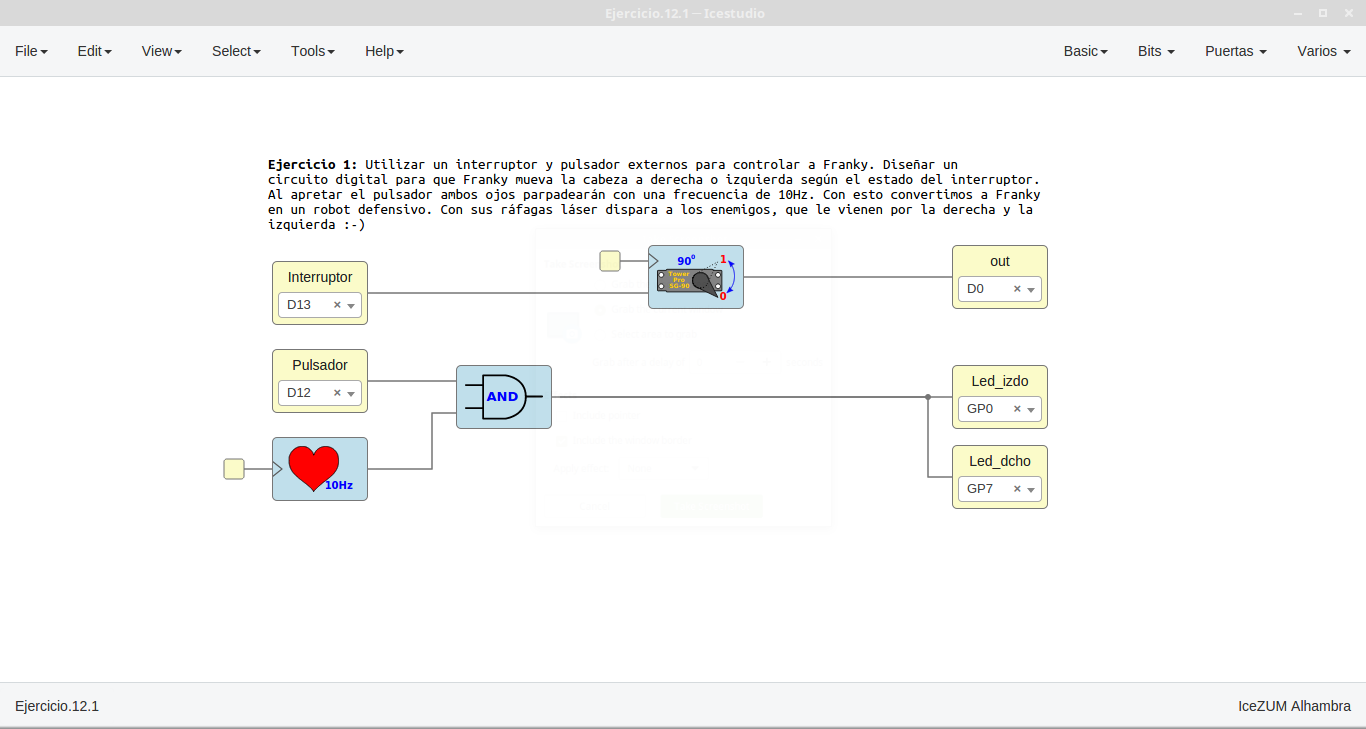 Ejercicio.12.1 – Icestudio
File Edit View Select Tools Help Basic Bits Puertas Varios
Ejercicio 1: Utilizar un interruptor y pulsador externos para controlar a Franky. Diseñar un
circuito digital para que Franky mueva la cabeza a derecha o izquierda según el estado del interruptor.
Al apretar el pulsador ambos ojos parpadearán con una frecuencia de 10Hz. Con esto convertimos a Franky
en un robot defensivo. Con sus ráfagas láser dispara a los enemigos, que le vienen por la derecha y la
izquierda :-)
Interruptor
D13 ×
90º 1
Tower
Pro
SG-90
0
out
D0 ×
Pulsador
D12 ×
AND
Led_izdo
GP0 ×
10Hz
Led_dcho
GP7 ×
Ejercicio.12.1
IceZUM Alhambra